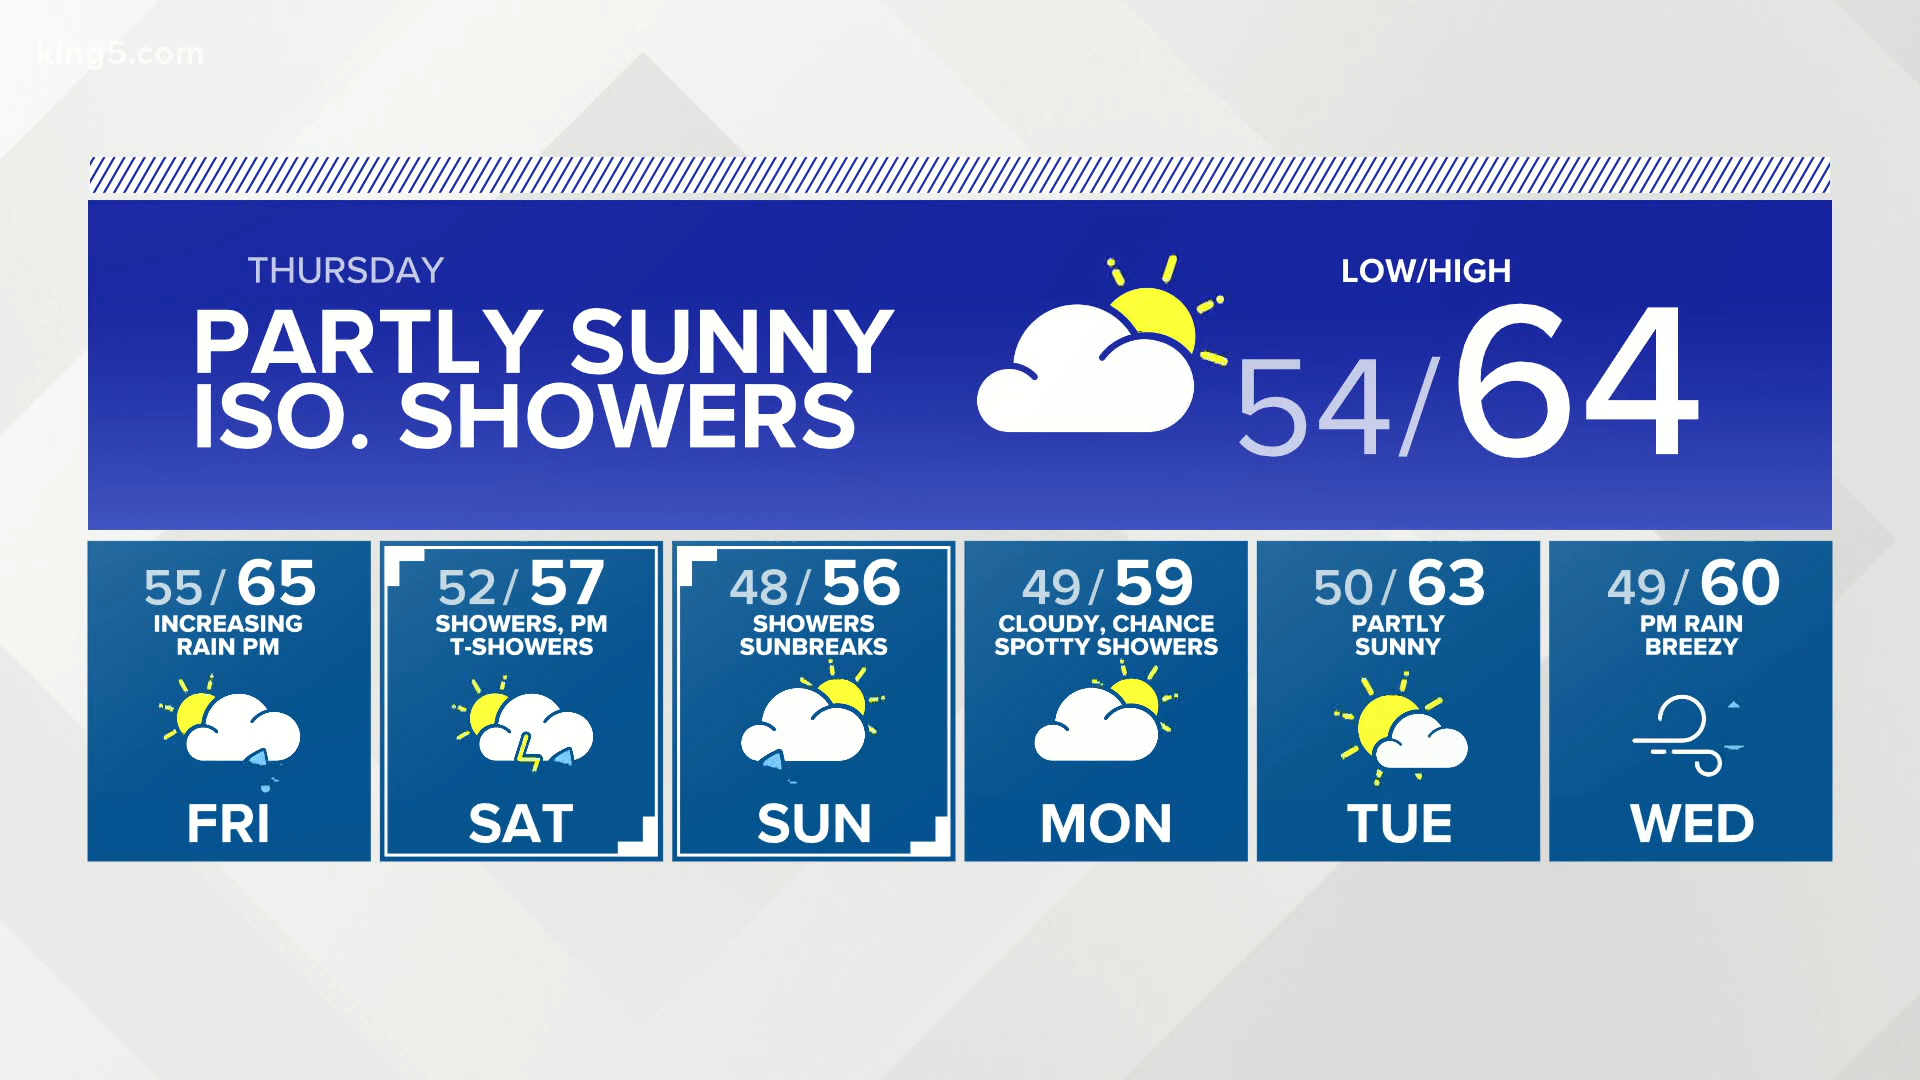 king5.com
THURSDAY
PARTLY SUNNY
ISO. SHOWERS
LOW/HIGH
54/64
55/65
INCREASING
RAIN PM
FRI
52/57
SHOWERS, PM
T-SHOWERS
SAT
48/56
SHOWERS
SUNBREAKS
SUN
49/59
CLOUDY, CHANCE
SPOTTY SHOWERS
MON
50/63
PARTLY
SUNNY
TUE
49/60
PM RAIN
BREEZY
WED